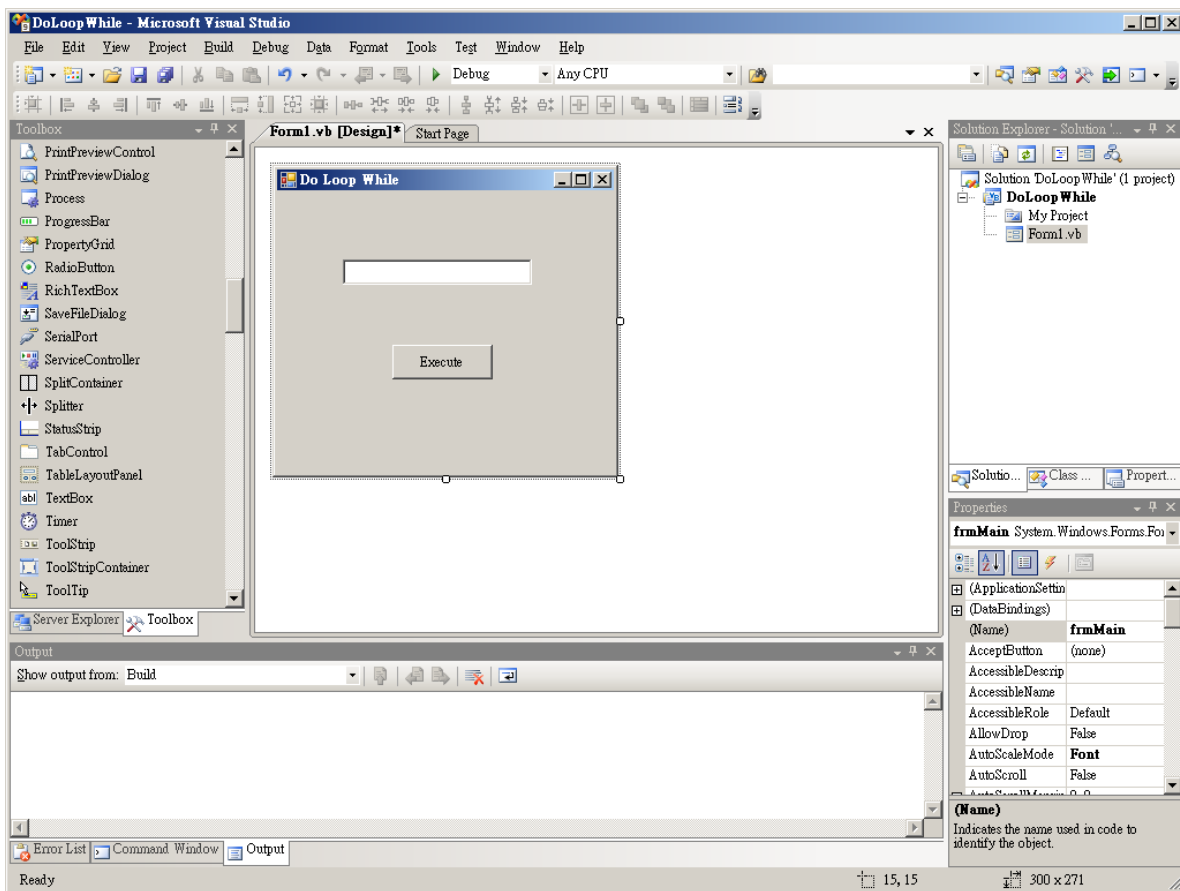 DoLoopWhile - Microsoft Visual Studio
File Edit View Project Build Debug Data Format Tools Test Window Help
Debug Any CPU
Toolbox
PrintPreviewControl
PrintPreviewDialog
Process
ProgressBar
PropertyGrid
RadioButton
RichTextBox
SaveFileDialog
SerialPort
ServiceController
SplitContainer
Splitter
StatusStrip
TabControl
TableLayoutPanel
TextBox
Timer
ToolStrip
ToolStripContainer
ToolTip
Server Explorer Toolbox
Form1.vb [Design]* Start Page
Do Loop While
Execute
Solution Explorer - Solution '...
Solution 'DoLoopWhile' (1 project)
DoLoopWhile
My Project
Form1.vb
Solutio... Class ... Propert...
Properties
frmMain System.Windows.Forms.For
(ApplicationSettin
(DataBindings)
(Name) frmMain
AcceptButton (none)
AccessibleDescrip
AccessibleName
AccessibleRole Default
AllowDrop False
AutoScaleMode Font
AutoScroll False
(Name)
Indicates the name used in code to
identify the object.
Output
Show output from: Build
Error List Command Window Output
Ready 15, 15 300 x 271